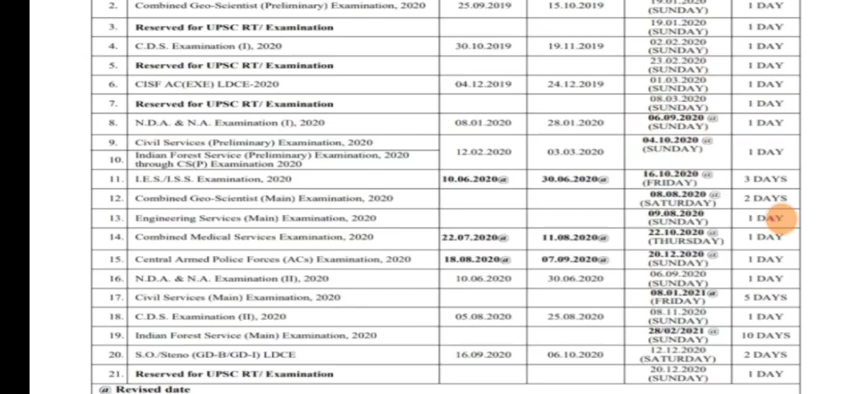 2. Combined Geo-Scientist (Preliminary) Examination, 2020 25.09.2019 15.10.2019 19.01.2020 (SUNDAY) 1 DAY
3. Reserved for UPSC RT/ Examination 19.01.2020 (SUNDAY) 1 DAY
4. C.D.S. Examination (I), 2020 30.10.2019 19.11.2019 02.02.2020 (SUNDAY) 1 DAY
5. Reserved for UPSC RT/ Examination 23.02.2020 (SUNDAY) 1 DAY
6. CISF AC(EXE) LDCE-2020 04.12.2019 24.12.2019 01.03.2020 (SUNDAY) 1 DAY
7. Reserved for UPSC RT/ Examination 08.03.2020 (SUNDAY) 1 DAY
8. N.D.A. & N.A. Examination (I), 2020 08.01.2020 28.01.2020 06.09.2020 @ (SUNDAY) 1 DAY
9. Civil Services (Preliminary) Examination, 2020 12.02.2020 03.03.2020 04.10.2020 @ (SUNDAY) 1 DAY
10. Indian Forest Service (Preliminary) Examination, 2020
through CS(P) Examination 2020
11. I.E.S./I.S.S. Examination, 2020 10.06.2020@ 30.06.2020@ 16.10.2020 @ (FRIDAY) 3 DAYS
12. Combined Geo-Scientist (Main) Examination, 2020 08.08.2020 @ (SATURDAY) 2 DAYS
13. Engineering Services (Main) Examination, 2020 09.08.2020 (SUNDAY) 1 DAY
14. Combined Medical Services Examination, 2020 22.07.2020@ 11.08.2020@ 22.10.2020 @ (THURSDAY) 1 DAY
15. Central Armed Police Forces (ACs) Examination, 2020 18.08.2020@ 07.09.2020@ 20.12.2020 @ (SUNDAY) 1 DAY
16. N.D.A. & N.A. Examination (II), 2020 10.06.2020 30.06.2020 06.09.2020 (SUNDAY) 1 DAY
17. Civil Services (Main) Examination, 2020 08.01.2021@ (FRIDAY) 5 DAYS
18. C.D.S. Examination (II), 2020 05.08.2020 25.08.2020 08.11.2020 (SUNDAY) 1 DAY
19. Indian Forest Service (Main) Examination, 2020 28/02/2021 @ (SUNDAY) 10 DAYS
20. S.O./Steno (GD-B/GD-I) LDCE 16.09.2020 06.10.2020 12.12.2020 (SATURDAY) 2 DAYS
21. Reserved for UPSC RT/ Examination 20.12.2020 (SUNDAY) 1 DAY
@ Revised date